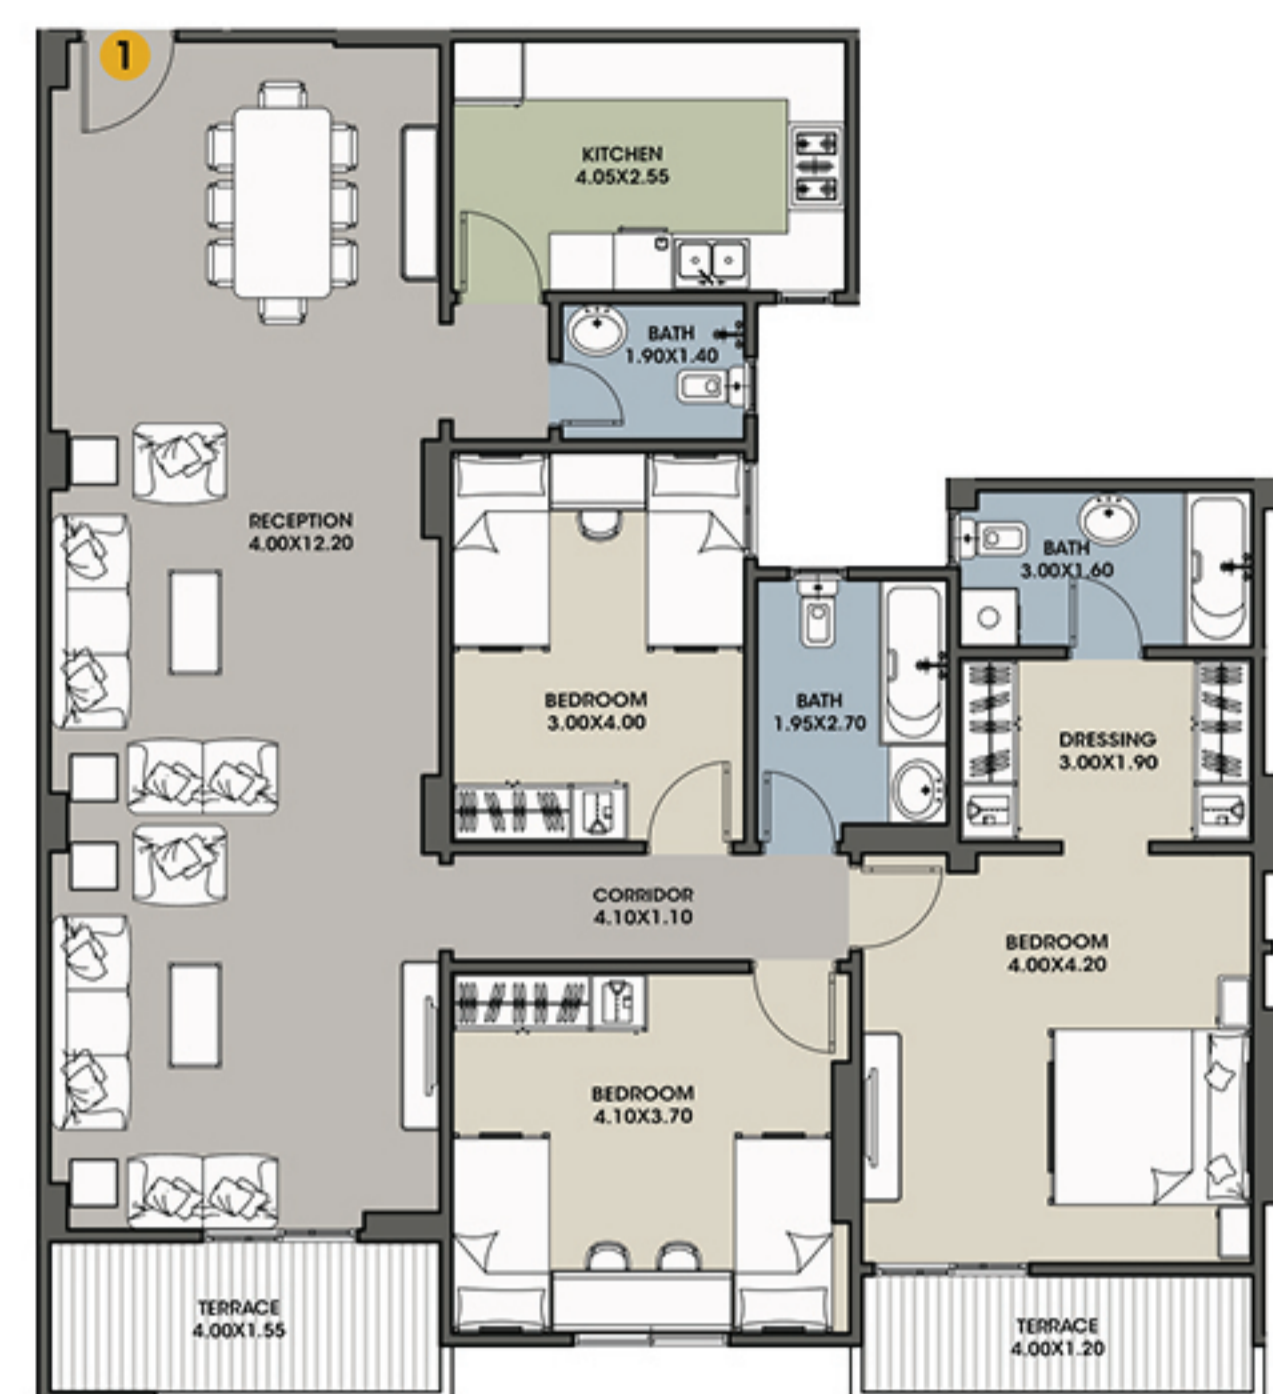 1
KITCHEN
4.05X2.55
BATH
1.90X1.40
RECEPTION
4.00X12.20
BATH
3.00X1.60
BEDROOM
3.00X4.00
BATH
1.95X2.70
DRESSING
3.00X1.90
CORRIDOR
4.10X1.10
BEDROOM
4.00X4.20
BEDROOM
4.10X3.70
TERRACE
4.00X1.55
TERRACE
4.00X1.20